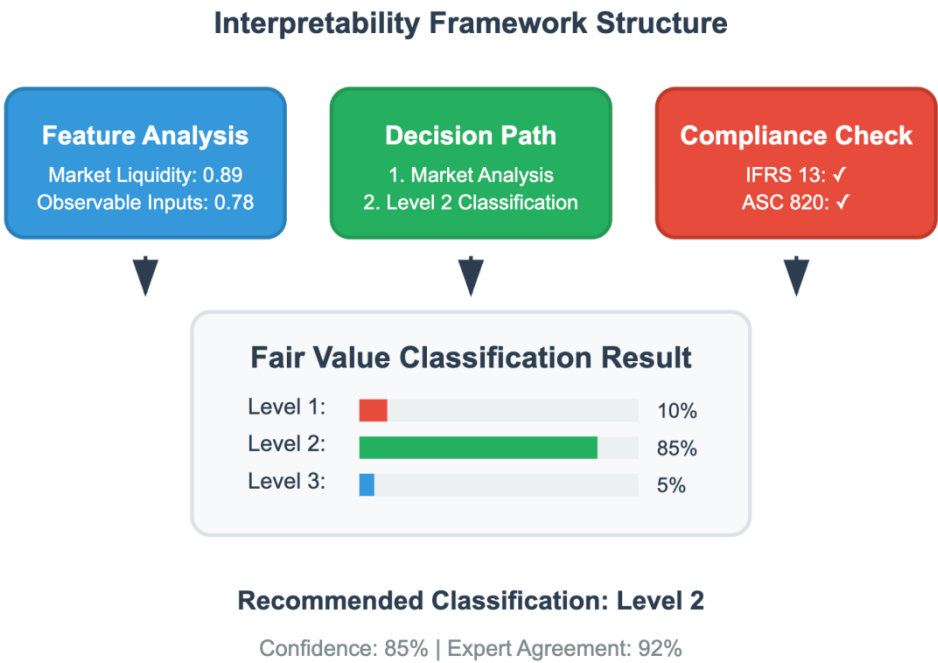 Interpretability Framework Structure
Feature Analysis
Market Liquidity: 0.89
Observable Inputs: 0.78
Decision Path
1. Market Analysis
2. Level 2 Classification
Compliance Check
IFRS 13: ✓
ASC 820: ✓
Fair Value Classification Result
Level 1: 10%
Level 2: 85%
Level 3: 5%
Recommended Classification: Level 2
Confidence: 85% | Expert Agreement: 92%